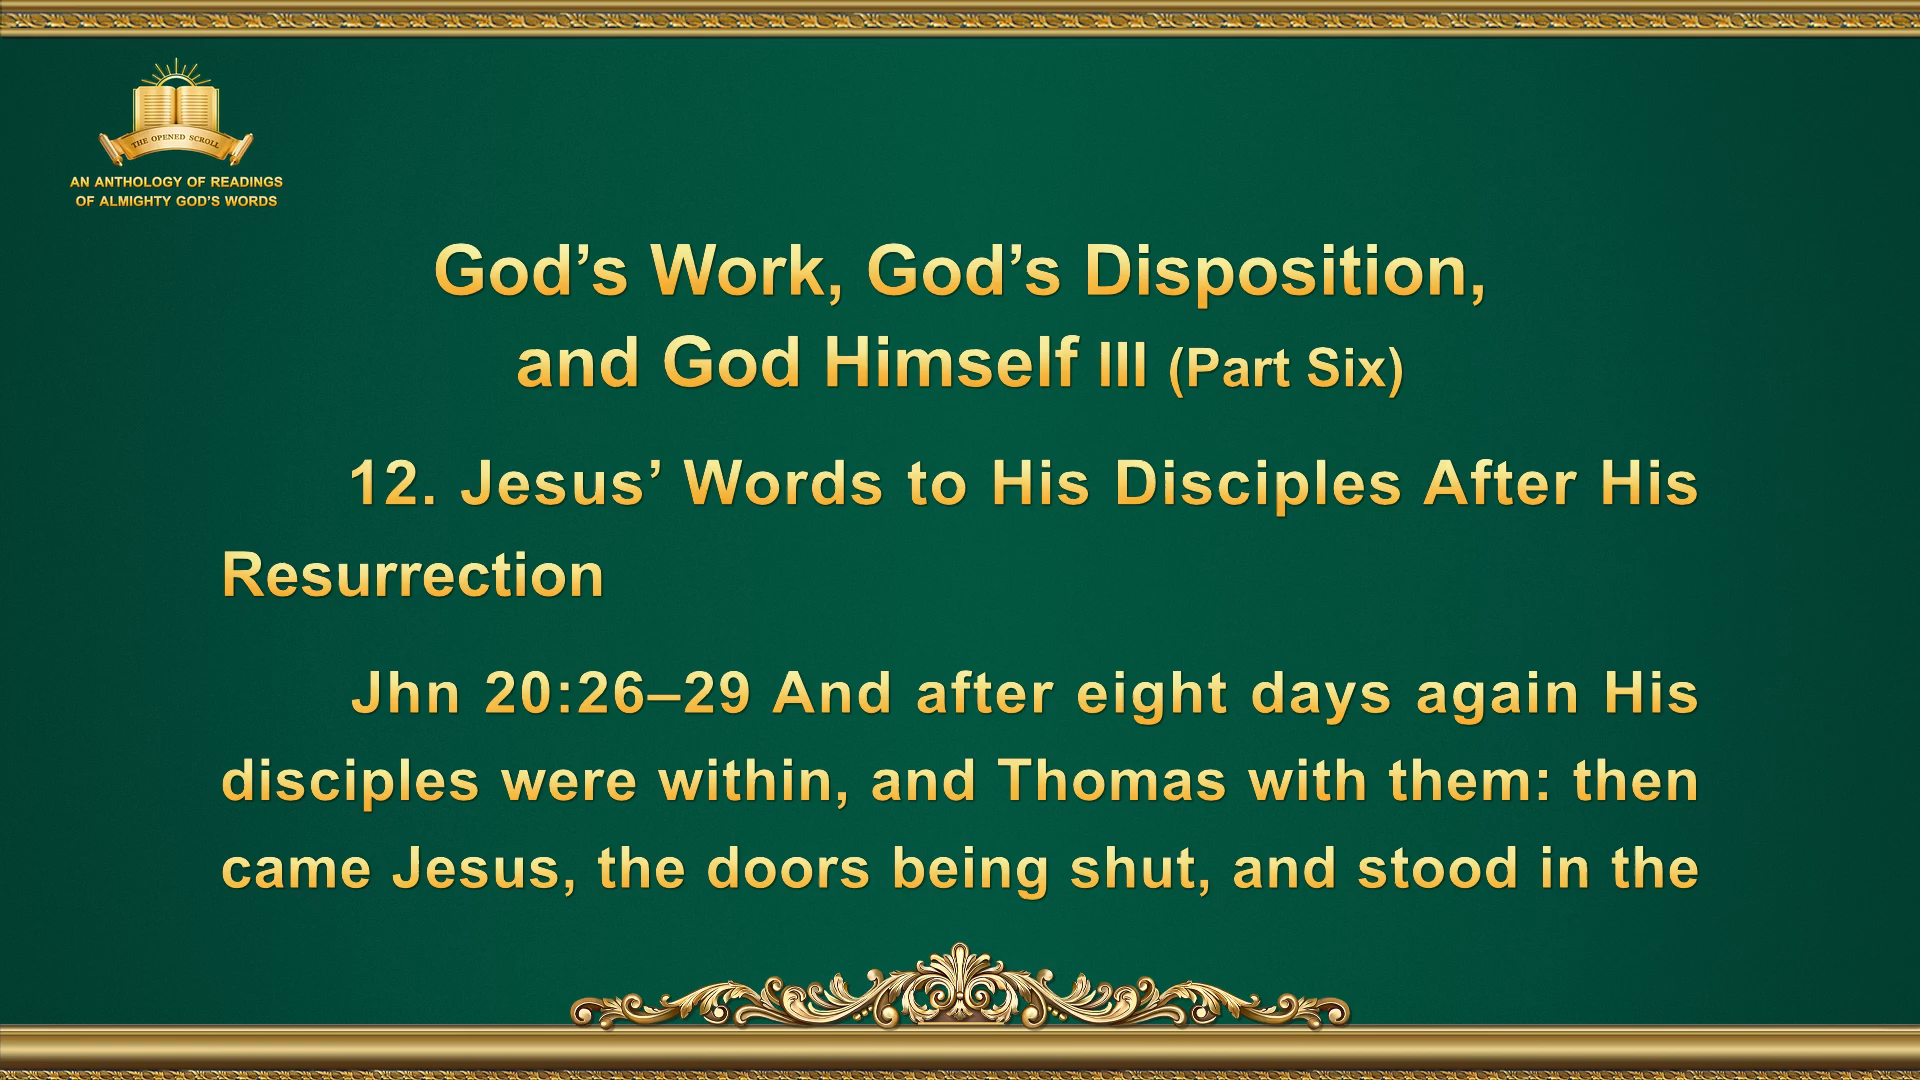 THE OPENED SCROLL
AN ANTHOLOGY OF READINGS
OF ALMIGHTY GOD’S WORDS
God’s Work, God’s Disposition,
and God Himself III (Part Six)
12. Jesus’ Words to His Disciples After His
Resurrection
Jhn 20:26–29 And after eight days again His
disciples were within, and Thomas with them: then
came Jesus, the doors being shut, and stood in the